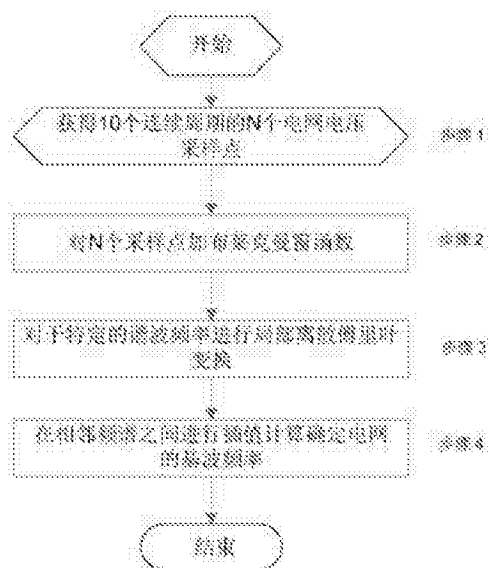 开始
获得10个连续周期的N个电网电压
采样点
步骤1
对N个采样点加布莱克曼窗函数
步骤2
对于特定的谐波频率进行局部离散傅里叶
变换
步骤3
在相邻频谱之间进行插值计算确定电网
的基波频率
步骤4
结束